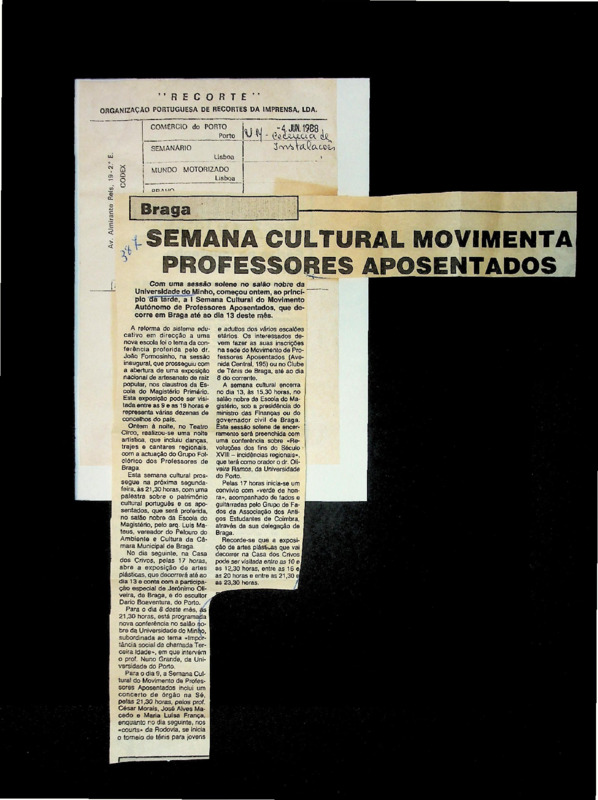 "RECORTE"
ORGANIZAÇÃO PORTUGUESA DE RECORTES DA IMPRENSA, LDA.
COMÉRCIO do PORTO
Porto
-4. JUN. 1988
SEMANÁRIO
Lisboa
MUNDO MOTORIZADO
Lisboa
Instalações
Av. Almirante Reis, 19-2.º E.
CODEX
Braga
SEMANA CULTURAL MOVIMENTA
PROFESSORES APOSENTADOS
Com uma sessão solene no salão nobre da
Universidade do Minho, começou ontem, ao princí-
pio da tarde, a I Semana Cultural do Movimento
Autónomo de Professores Aposentados, que de-
corre em Braga até ao dia 13 deste mês.
A reforma do sistema edu-
cativo em direcção a uma
nova escola foi o tema da con-
ferência proferida pelo dr.
João Formosinho, na sessão
inaugural, que prosseguiu com
a abertura de uma exposição
nacional de artesanato de raiz
popular, nos claustros da Es-
cola do Magistério Primário.
Esta exposição pode ser visi-
tada entre as 9 e as 19 horas e
representa várias dezenas de
concelhos do país.
Ontem à noite, no Teatro
Circo, realizou-se uma noite
artística, que incluiu danças,
trajes e cantares regionais,
com a actuação do Grupo Fol-
clórico dos Professores de
Braga.
Esta semana cultural pros-
segue na próxima segunda-
feira, às 21,30 horas, com uma
palestra sobre o património
cultural português e os apo-
sentados, que será proferida,
no salão nobre da Escola do
Magistério, pelo arq. Luís Ma-
teus, vereador do Pelouro do
Ambiente e Cultura da Câ-
mara Municipal de Braga.
No dia seguinte, na Casa
dos Crivos, pelas 17 horas,
abre a exposição de artes
plásticas, que decorrerá até ao
dia 13 e conta com a participa-
ção especial de Jerónimo Oli-
veira, de Braga, e do escultor
Dario Boaventura, do Porto.
Para o dia 8 deste mês, às
21,30 horas, está programada
nova conferência no salão no-
bre da Universidade do Minho,
subordinada ao tema «Impor-
tância social da chamada Ter-
ceira Idade», em que intervém
o prof. Nuno Grande, da Uni-
versidade do Porto.
Para o dia 9, a Semana Cul-
tural do Movimento de Profes-
sores Aposentados inclui um
concerto de órgão na Sé,
pelas 21,30 horas, pelos prof.
César Morais, José Alves Ma-
cedo e Maria Luísa França,
enquanto no dia seguinte, nos
«courts» da Rodovia, se inicia
o torneio de ténis para jovens
e adultos dos vários escalões
etários. Os interessados de-
vem fazer as suas inscrições
na sede do Movimento de Pro-
fessores Aposentados (Ave-
nida Central, 195) ou no Clube
de Ténis de Braga, até ao dia
8 do corrente.
A semana cultural encerra
no dia 13, às 15,30 horas, no
salão nobre da Escola do Ma-
gistério, sob a presidência do
ministro das Finanças ou do
governador civil de Braga.
Esta sessão solene de encer-
ramento será preenchida com
uma conferência sobre «Re-
voluções dos fins do Século
XVIII – incidências regionais»,
que terá como orador o dr. Oli-
veira Ramos, da Universidade
do Porto.
Pelas 17 horas inicia-se um
convívio com «verde de hon-
ra», acompanhado de fados e
guitarradas pelo Grupo de Fa-
dos da Associação dos Anti-
gos Estudantes de Coimbra,
através da sua delegação de
Braga.
Recorde-se que a exposi-
ção de artes plásticas que vai
decorrer na Casa dos Crivos
pode ser visitada entre as 10 e
as 12,30 horas, entre as 15 e
as 20 horas e entre as 21,30 e
as 23,30 horas.